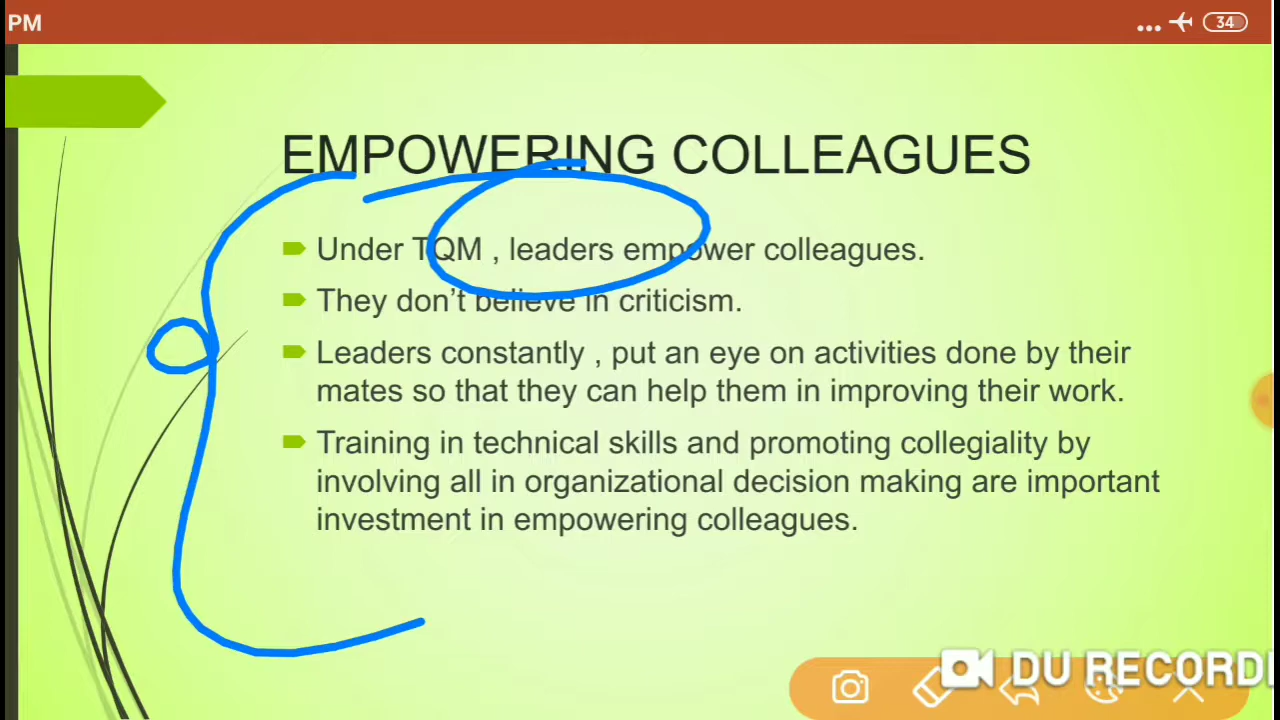 PM
... 34
EMPOWERING COLLEAGUES
Under TQM , leaders empower colleagues.
They don't believe in criticism.
Leaders constantly , put an eye on activities done by their
mates so that they can help them in improving their work.
Training in technical skills and promoting collegiality by
involving all in organizational decision making are important
investment in empowering colleagues.
DU RECORD